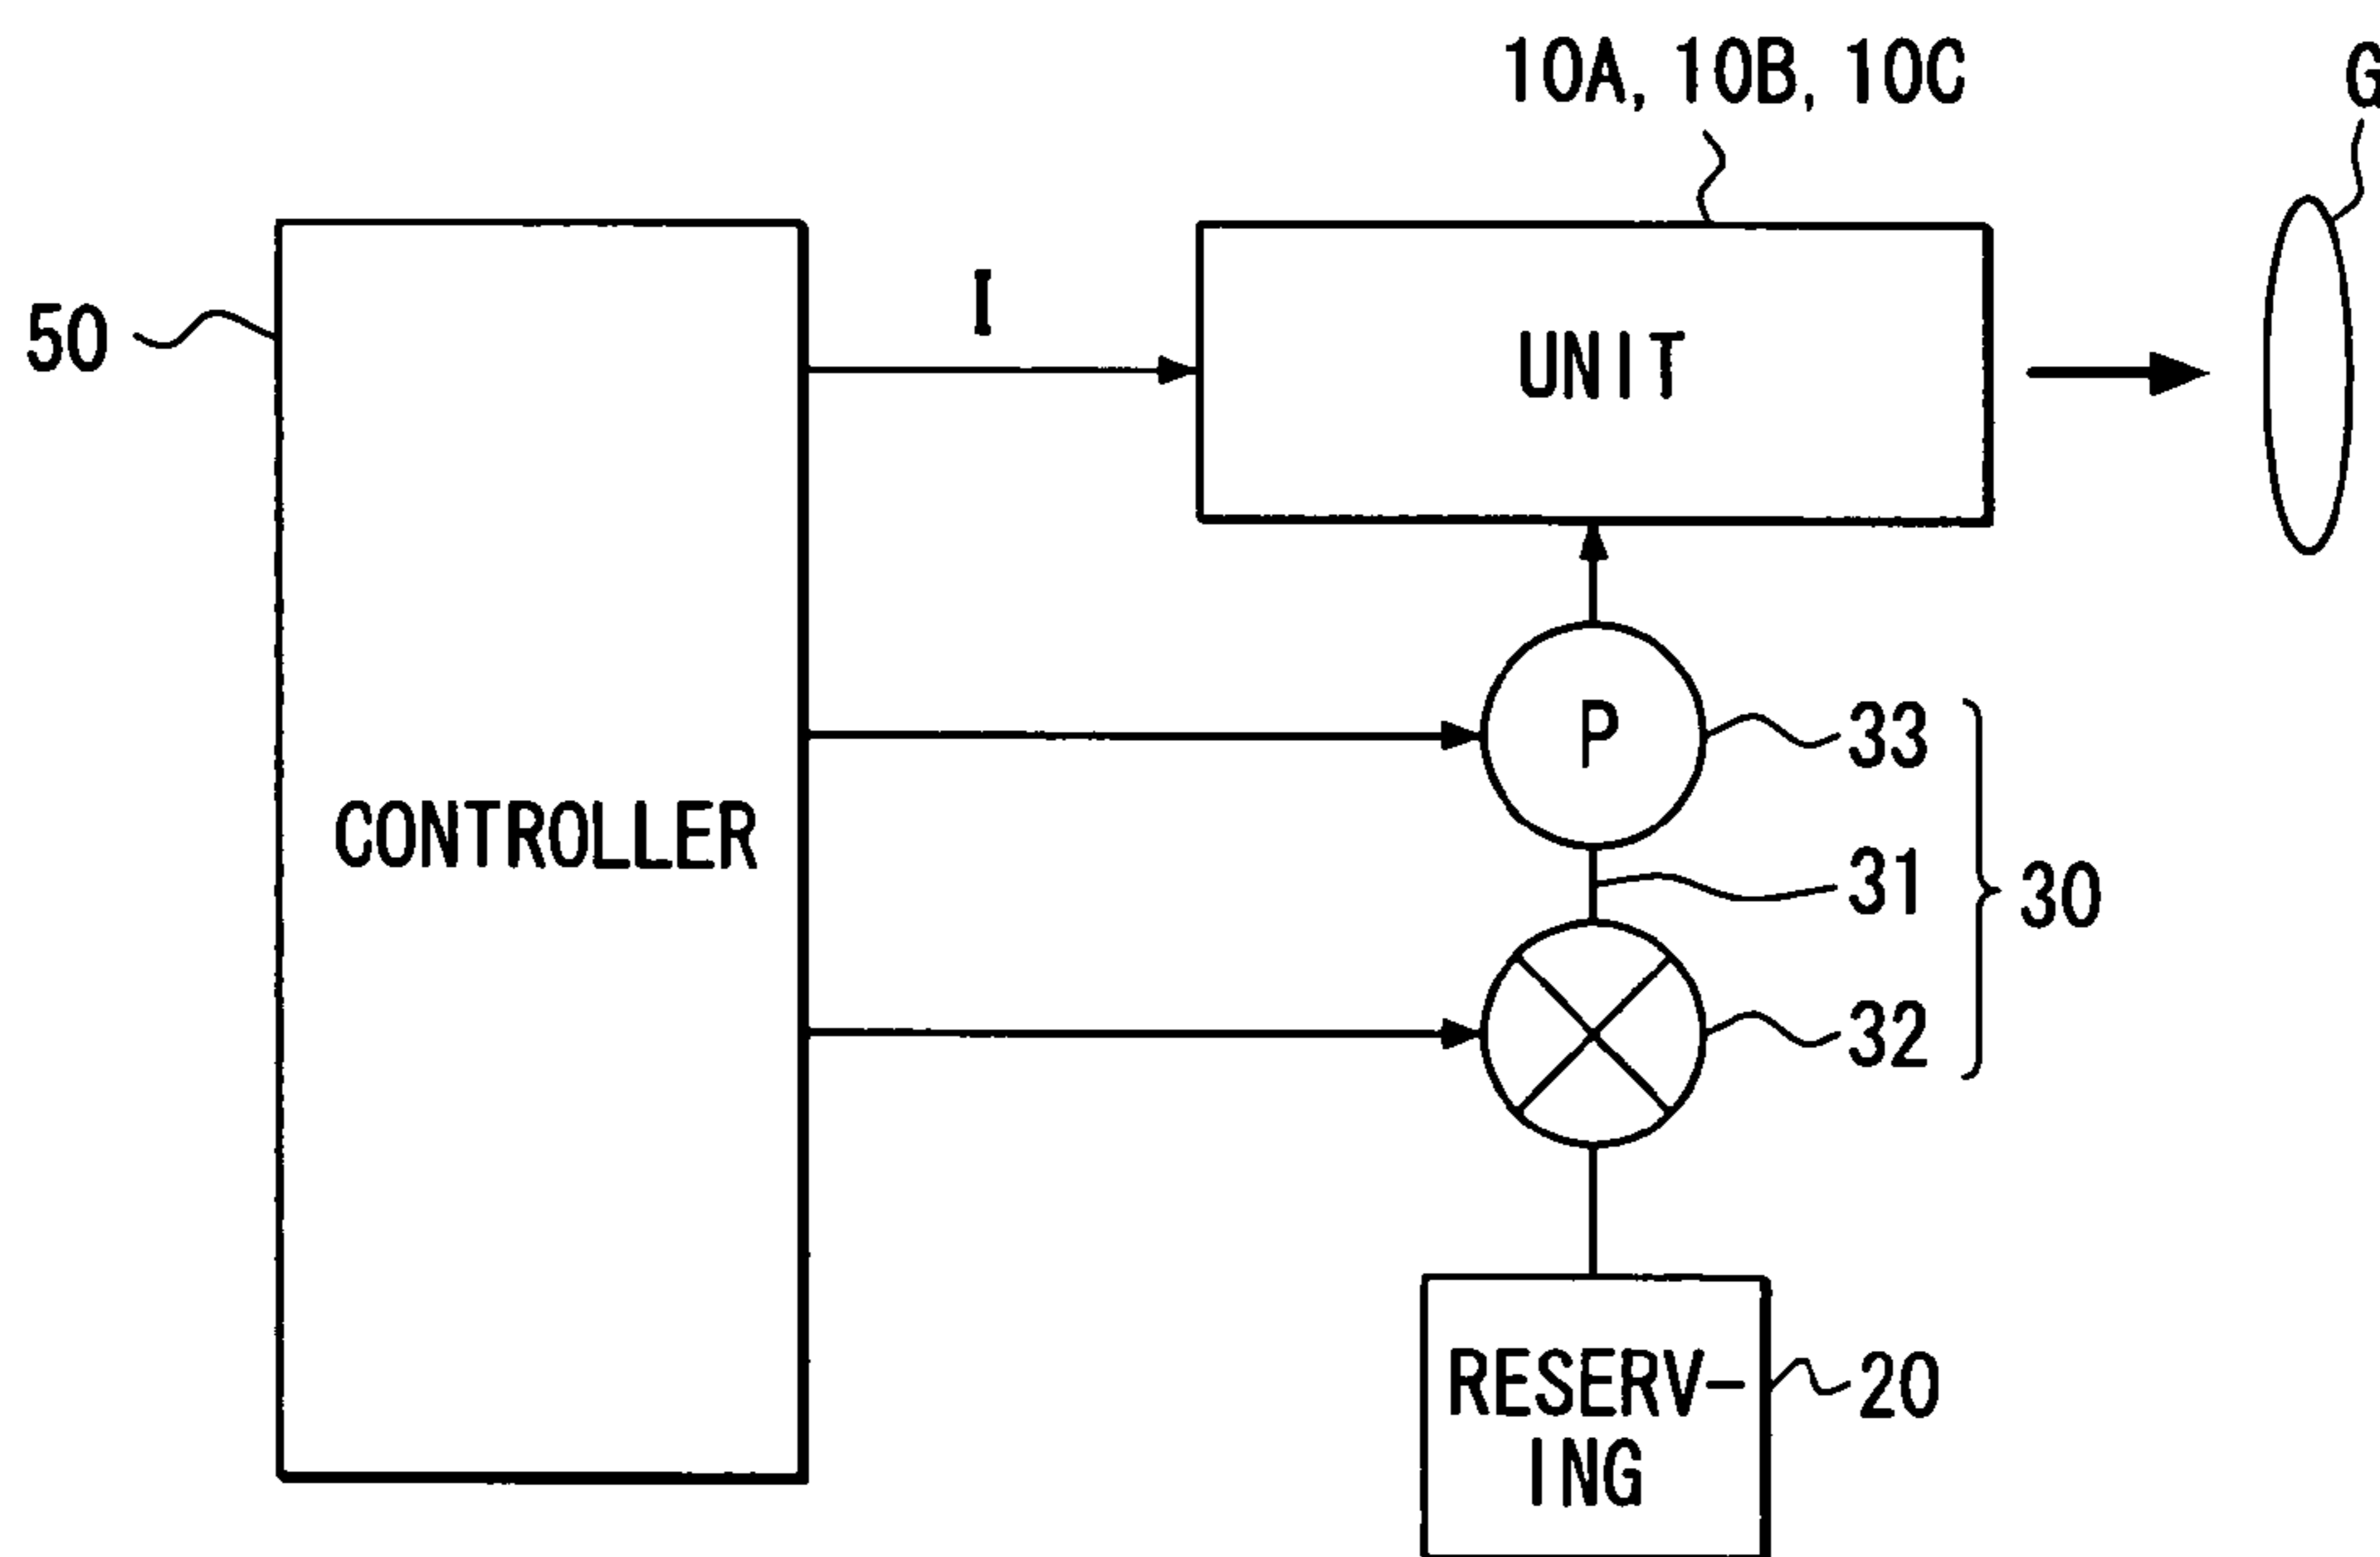 10A, 10B, 10C
G
50
I
UNIT
P
33
31
30
CONTROLLER
32
RESERV-
ING
20